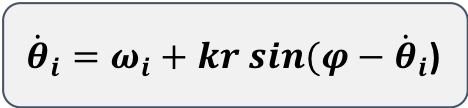 θ̇ᵢ = ωᵢ + kr sin(φ − θ̇ᵢ)